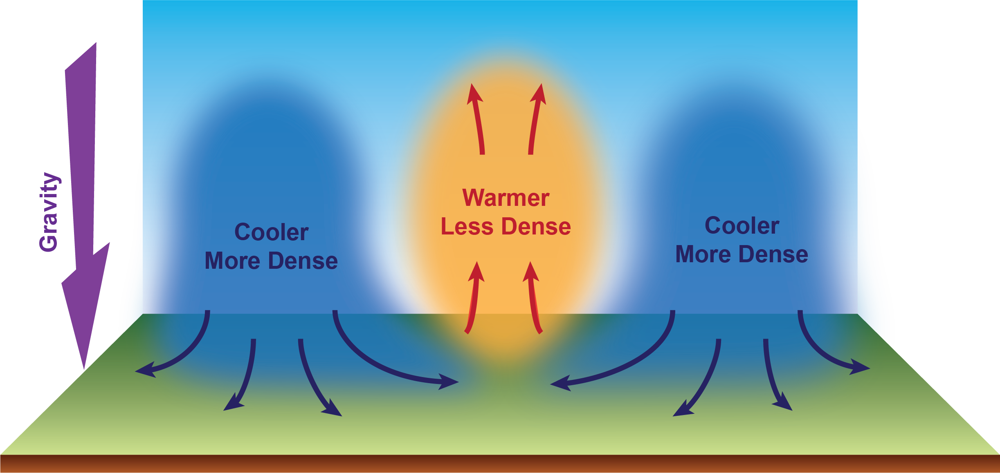 Gravity
Cooler
More Dense
Warmer
Less Dense
Cooler
More Dense